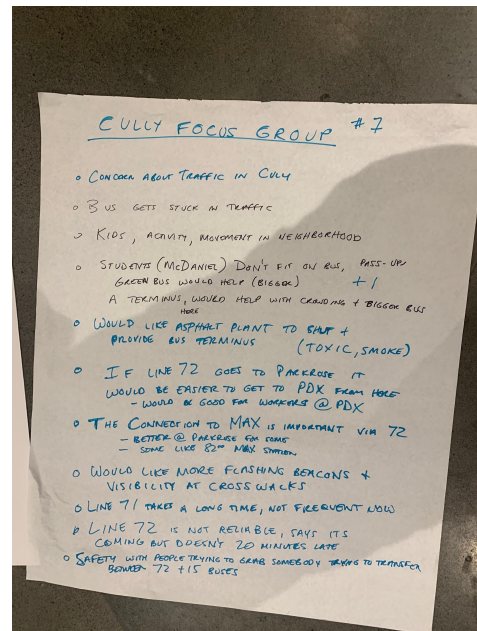 CULLY FOCUS GROUP #7
o CONCERN ABOUT TRAFFIC IN CULLY
o BUS GETS STUCK IN TRAFFIC
o KIDS, ACTIVITY, MOVEMENT IN NEIGHBORHOOD
o STUDENTS (MCDANIEL) DON'T FIT ON BUS, PASS-UP
GREEN BUS WOULD HELP (BIGGER) +1
A TERMINUS, WOULD HELP WITH CROWDING + BIGGER BUS
HERE
o WOULD LIKE ASPHALT PLANT TO SHUT +
PROVIDE BUS TERMINUS (TOXIC, SMOKE)
o IF LINE 72 GOES TO PARKROSE IT
WOULD BE EASIER TO GET TO PDX FROM HERE
- WOULD BE GOOD FOR WORKERS @ PDX
o THE CONNECTION TO MAX IS IMPORTANT VIA 72
- BETTER @ PARKROSE FOR SOME
- SOME LIKE 82ND MAX STATION
o WOULD LIKE MORE FLASHING BEACONS +
VISIBILITY AT CROSSWALKS
o LINE 71 TAKES A LONG TIME, NOT FREQUENT NOW
o LINE 72 IS NOT RELIABLE, SAYS ITS
COMING BUT DOESN'T 20 MINUTES LATE
o SAFETY WITH PEOPLE TRYING TO GRAB SOMEBODY TRYING TO TRANSFER
BETWEEN 72 + 15 BUSES